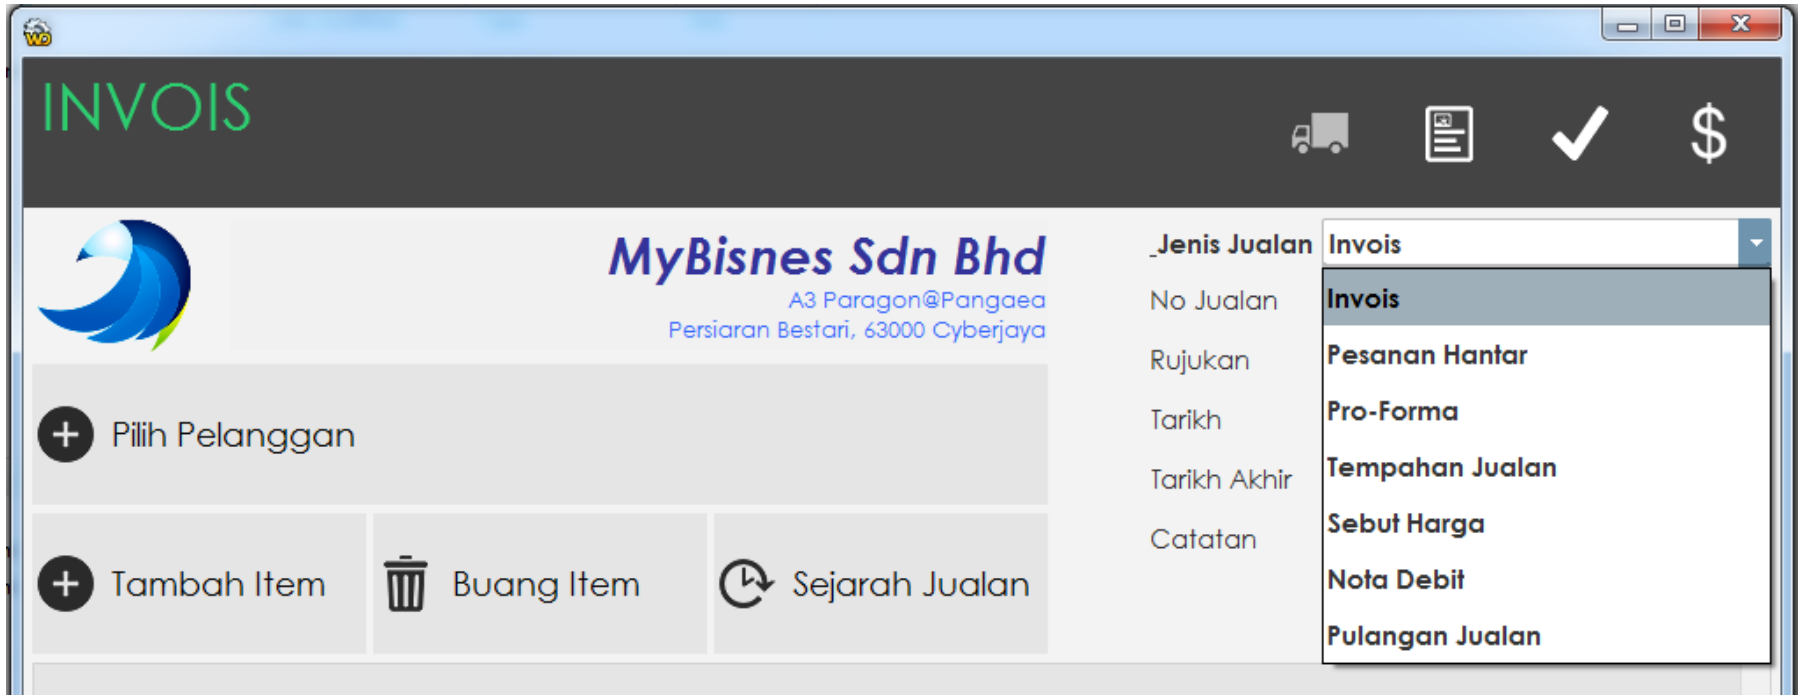 INVOIS
$
MyBisnes Sdn Bhd
A3 Paragon@Pangaea
Persiaran Bestari, 63000 Cyberjaya
Pilih Pelanggan
Tambah Item
Buang Item
Sejarah Jualan
_Jenis Jualan
Invois
No Jualan
Rujukan
Tarikh
Tarikh Akhir
Catatan
Invois
Pesanan Hantar
Pro-Forma
Tempahan Jualan
Sebut Harga
Nota Debit
Pulangan Jualan